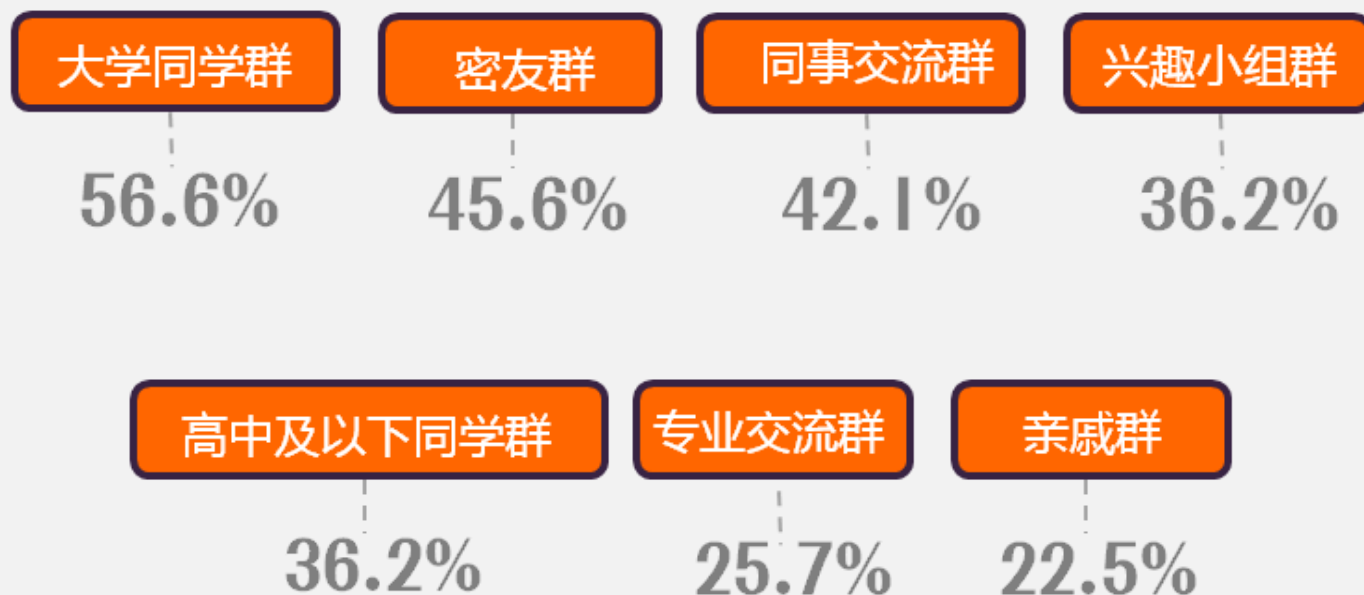 大学同学群 密友群 同事交流群 兴趣小组群
56.6% 45.6% 42.1% 36.2%
高中及以下同学群 专业交流群 亲戚群
36.2% 25.7% 22.5%